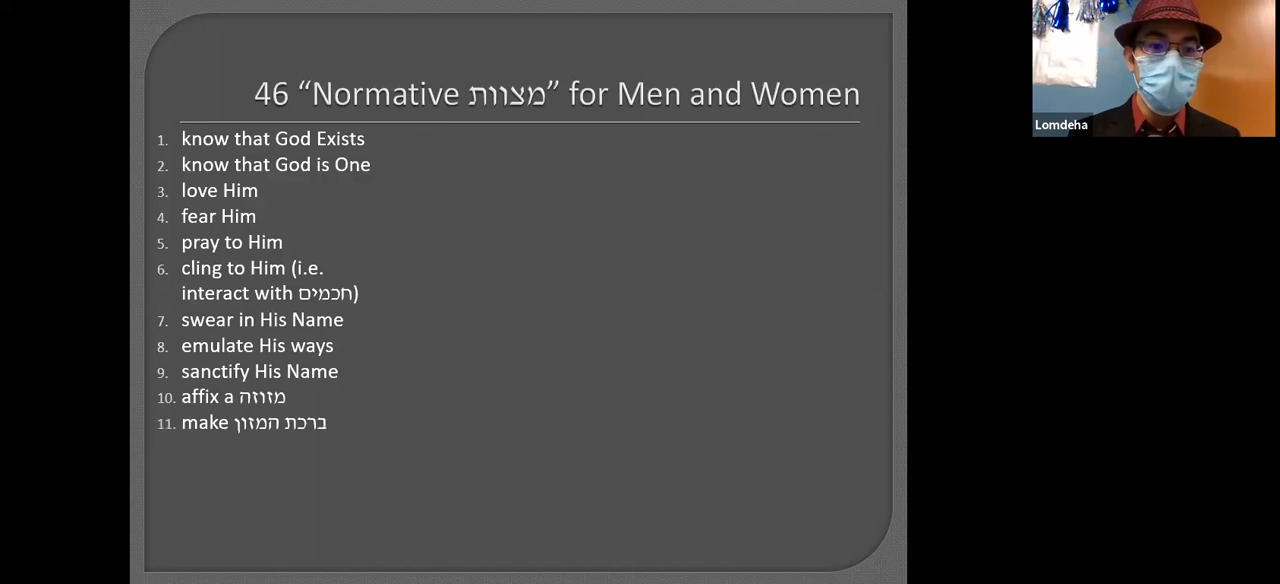 46 “Normative מצוות” for Men and Women
1. know that God Exists
2. know that God is One
3. love Him
4. fear Him
5. pray to Him
6. cling to Him (i.e.
interact with חכמים)
7. swear in His Name
8. emulate His ways
9. sanctify His Name
10. affix a מזוזה
11. make ברכת המזון
Lomdeha